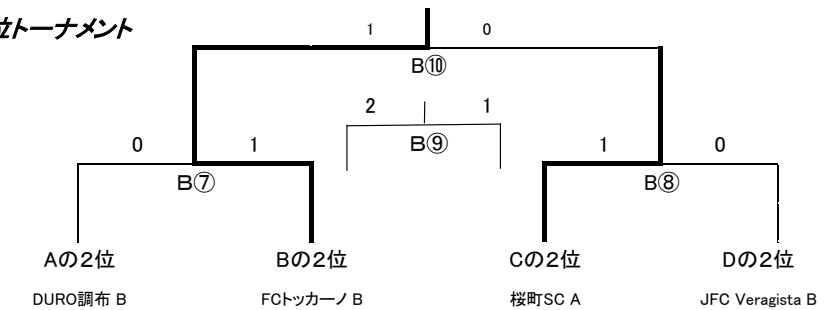 位トーナメント
1 0
B⑩
2 1
B⑨
0 1 1 0
B⑦ B⑧
Aの2位 Bの2位 Cの2位 Dの2位
DURO調布 B FCトッカーノ B 桜町SC A JFC Veragista B